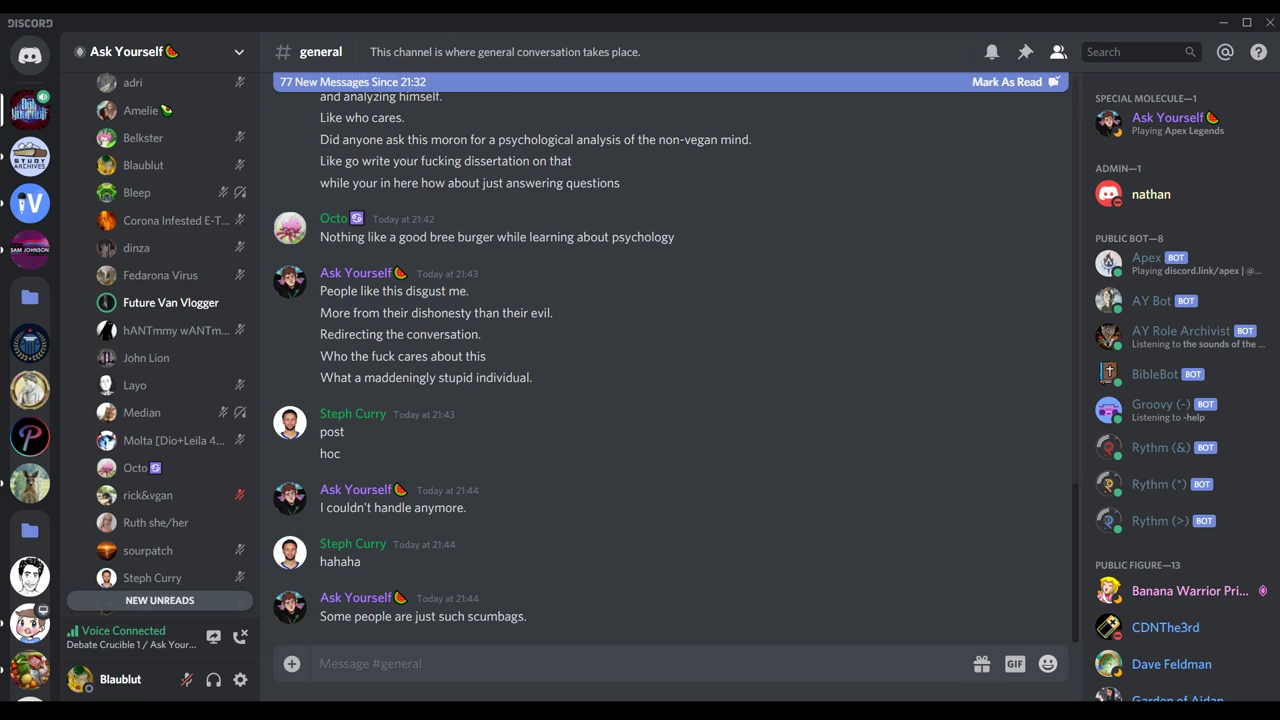 DISCORD
Ask Yourself🍉
adri
Amelie🥑
Belkster
Blaublut
Bleep
Corona Infested E-T...
dinza
Fedarona Virus
Future Van Vlogger
hANTmmy wANTm...
John Lion
Layo
Median
Molta [Dio+Leila 4...
Octo♋
rick&vgan
Ruth she/her
sourpatch
Steph Curry
NEW UNREADS
Voice Connected
Debate Crucible 1 / Ask Your...
Blaublut
# general
This channel is where general conversation takes place.
Search
77 New Messages Since 21:32
Mark As Read
and analyzing himself.
Like who cares.
Did anyone ask this moron for a psychological analysis of the non-vegan mind.
Like go write your fucking dissertation on that
while your in here how about just answering questions
Octo♋ Today at 21:42
Nothing like a good bree burger while learning about psychology
Ask Yourself🍉 Today at 21:43
People like this disgust me.
More from their dishonesty than their evil.
Redirecting the conversation.
Who the fuck cares about this
What a maddeningly stupid individual.
Steph Curry Today at 21:43
post
hoc
Ask Yourself🍉 Today at 21:44
I couldn't handle anymore.
Steph Curry Today at 21:44
hahaha
Ask Yourself🍉 Today at 21:44
Some people are just such scumbags.
Message #general
GIF
SPECIAL MOLECULE—1
Ask Yourself🍉
Playing Apex Legends
ADMIN—1
nathan
PUBLIC BOT—8
Apex BOT
Playing discord.link/apex | @...
AY Bot BOT
AY Role Archivist BOT
Listening to the sounds of the ...
BibleBot BOT
Groovy (-) BOT
Listening to -help
Rythm (&) BOT
Rythm (*) BOT
Rythm (>) BOT
PUBLIC FIGURE—13
Banana Warrior Pri...
CDNThe3rd
Dave Feldman
Garden of Aidan
STUDY
ARCHIVES
V
SAM JOHNSON
P